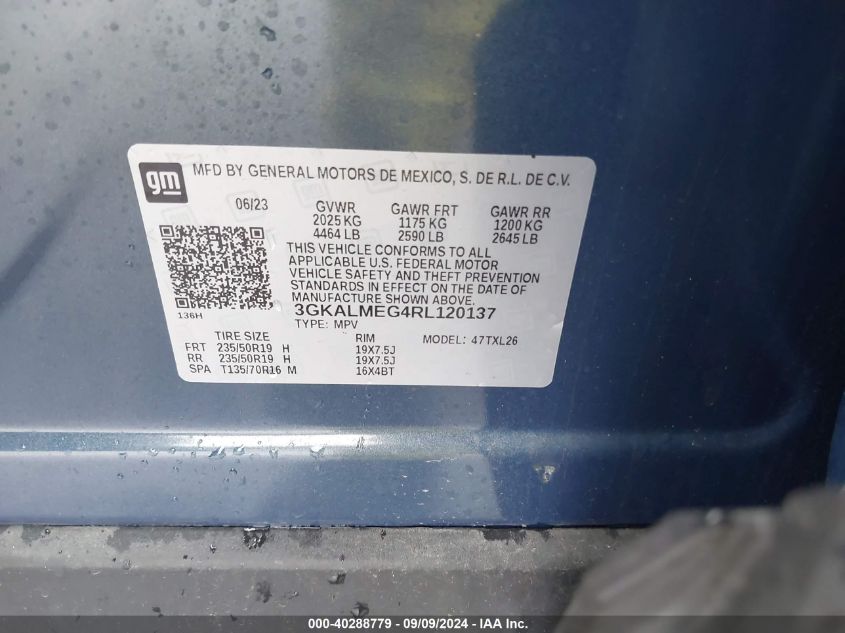 gm
MFD BY GENERAL MOTORS DE MEXICO, S. DE R.L. DE C.V.
06/23 GVWR GAWR FRT GAWR RR
2025 KG 1175 KG 1200 KG
4464 LB 2590 LB 2645 LB
THIS VEHICLE CONFORMS TO ALL
APPLICABLE U.S. FEDERAL MOTOR
VEHICLE SAFETY AND THEFT PREVENTION
STANDARDS IN EFFECT ON THE DATE OF
MANUFACTURE SHOWN ABOVE.
136H 3GKALMEG4RL120137
TYPE: MPV
TIRE SIZE RIM MODEL: 47TXL26
FRT 235/50R19 H 19X7.5J
RR 235/50R19 H 19X7.5J
SPA T135/70R16 M 16X4BT
000-40288779 - 09/09/2024 - IAA Inc.